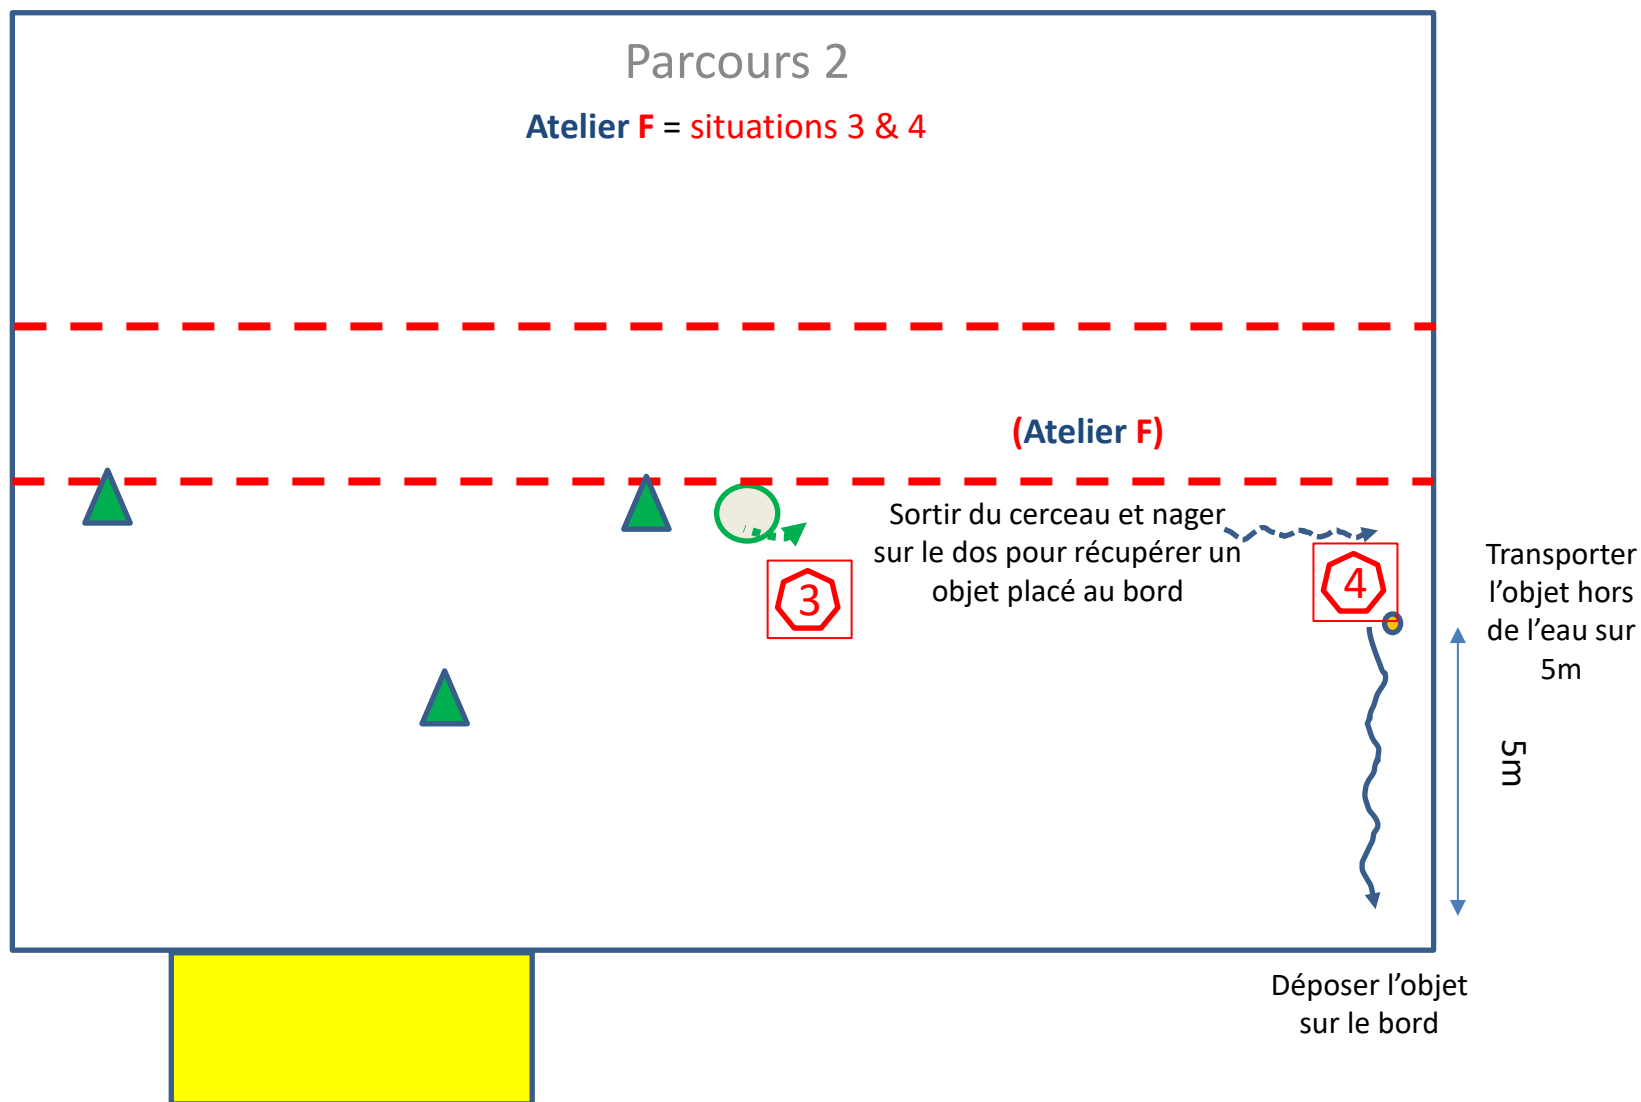 Parcours 2
Atelier F = situations 3 & 4
(Atelier F)
Sortir du cerceau et nager
sur le dos pour récupérer un
objet placé au bord
3
4
Transporter
l’objet hors
de l’eau sur
5m
5m
Déposer l’objet
sur le bord